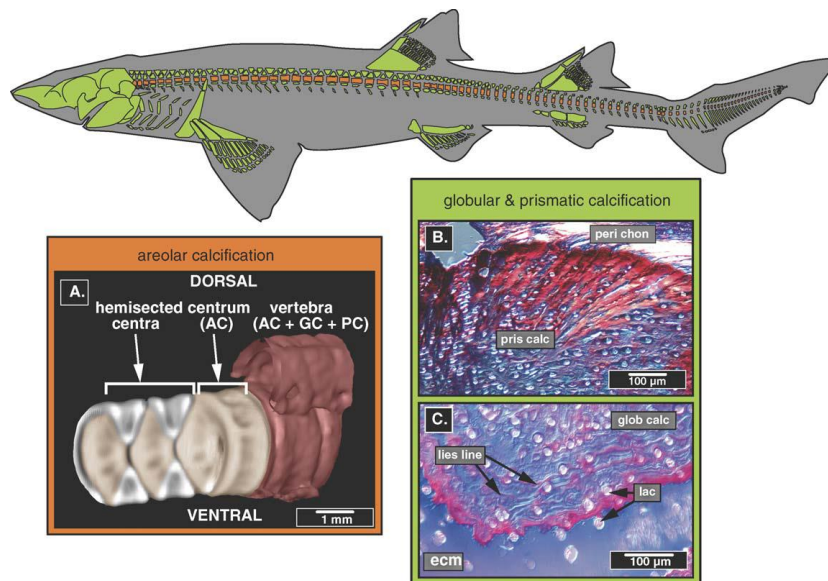 globular & prismatic calcification
B.
peri chon
pris calc
100 µm
C.
glob calc
lies line
lac
ecm
100 µm
areolar calcification
DORSAL
A.
hemisected centrum vertebra
centra (AC) (AC + GC + PC)
VENTRAL
1 mm